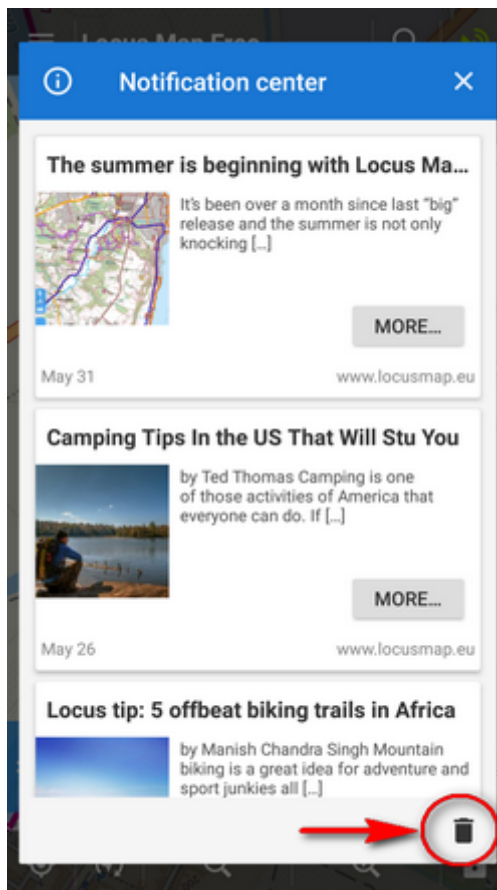 Locus Map Free
Notification center
The summer is beginning with Locus Ma...
It's been over a month since last "big"
release and the summer is not only
knocking [...]
MORE...
May 31
www.locusmap.eu
Camping Tips In the US That Will Stu You
by Ted Thomas Camping is one
of those activities of America that
everyone can do. If [...]
MORE...
May 26
www.locusmap.eu
Locus tip: 5 offbeat biking trails in Africa
by Manish Chandra Singh Mountain
biking is a great idea for adventure and
sport junkies all [...]